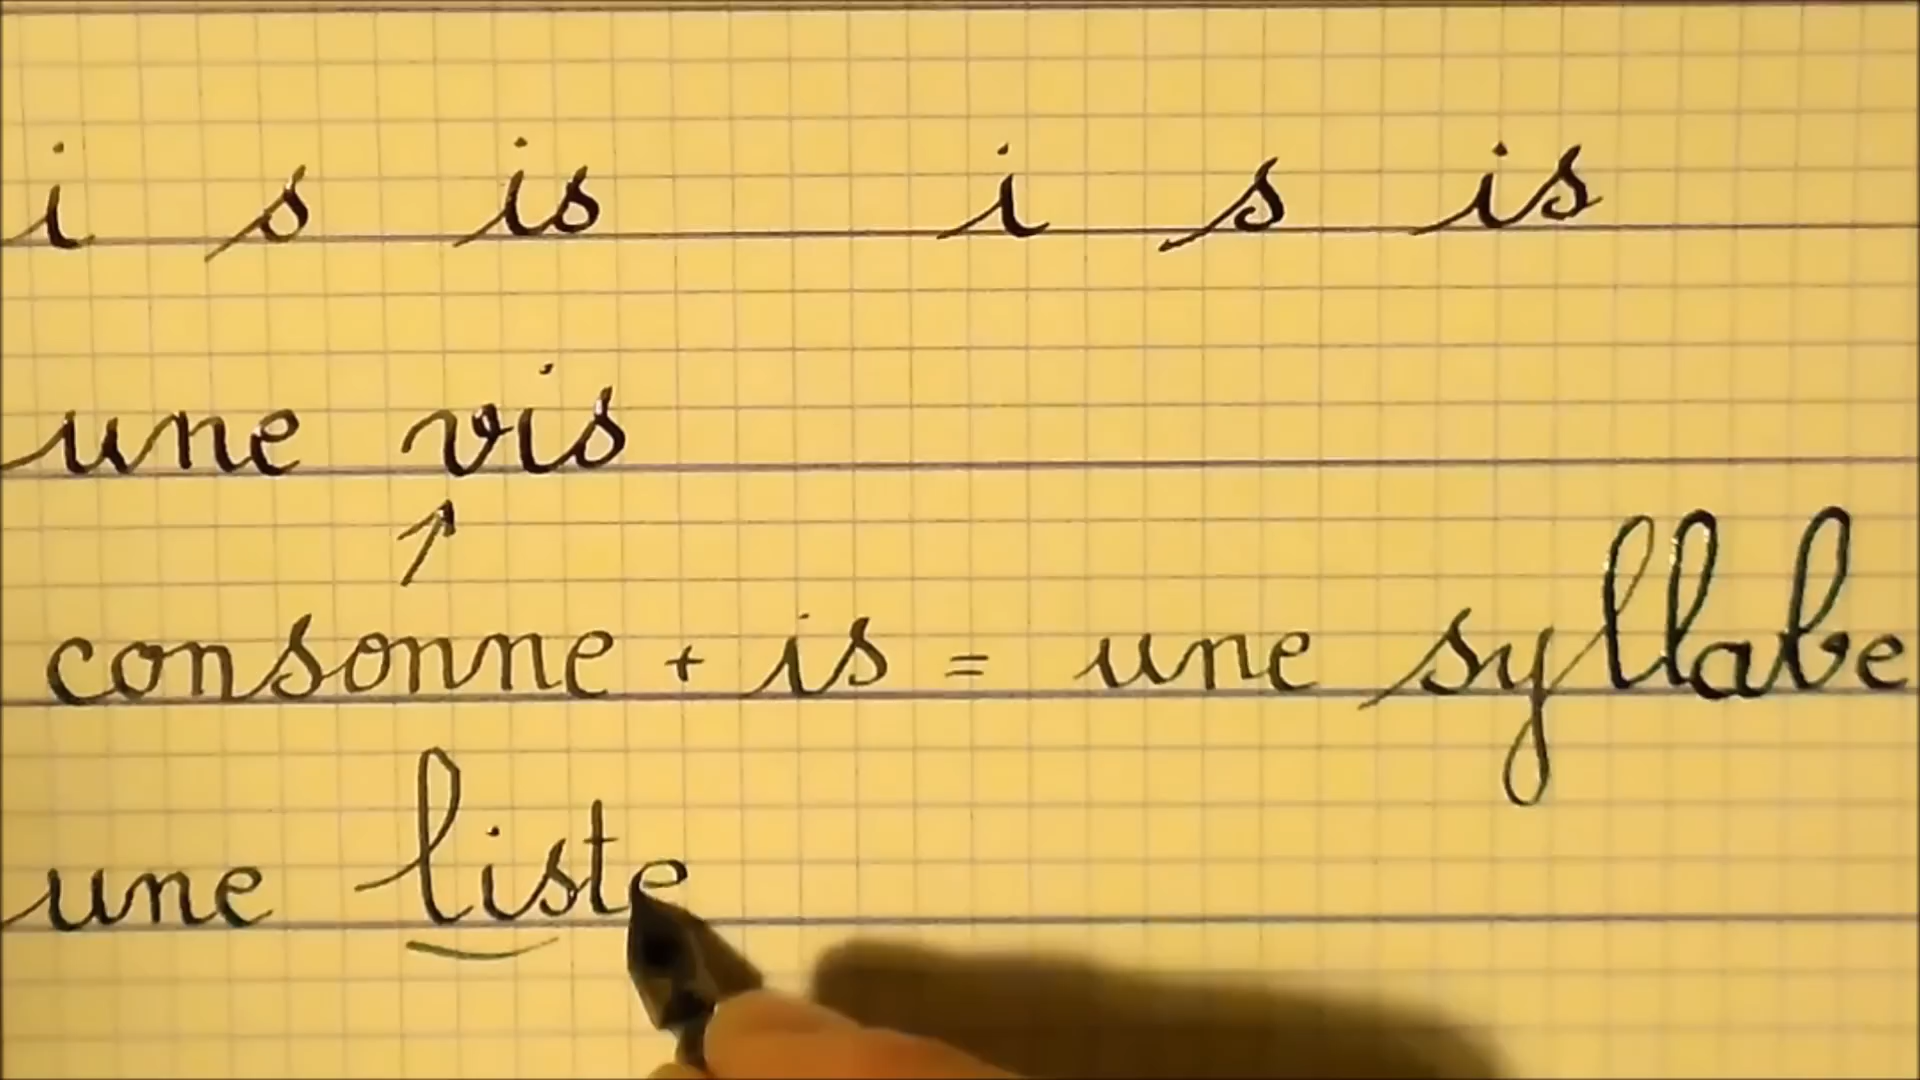 i s is i s is
une vis
consonne + is = une syllabe
une liste